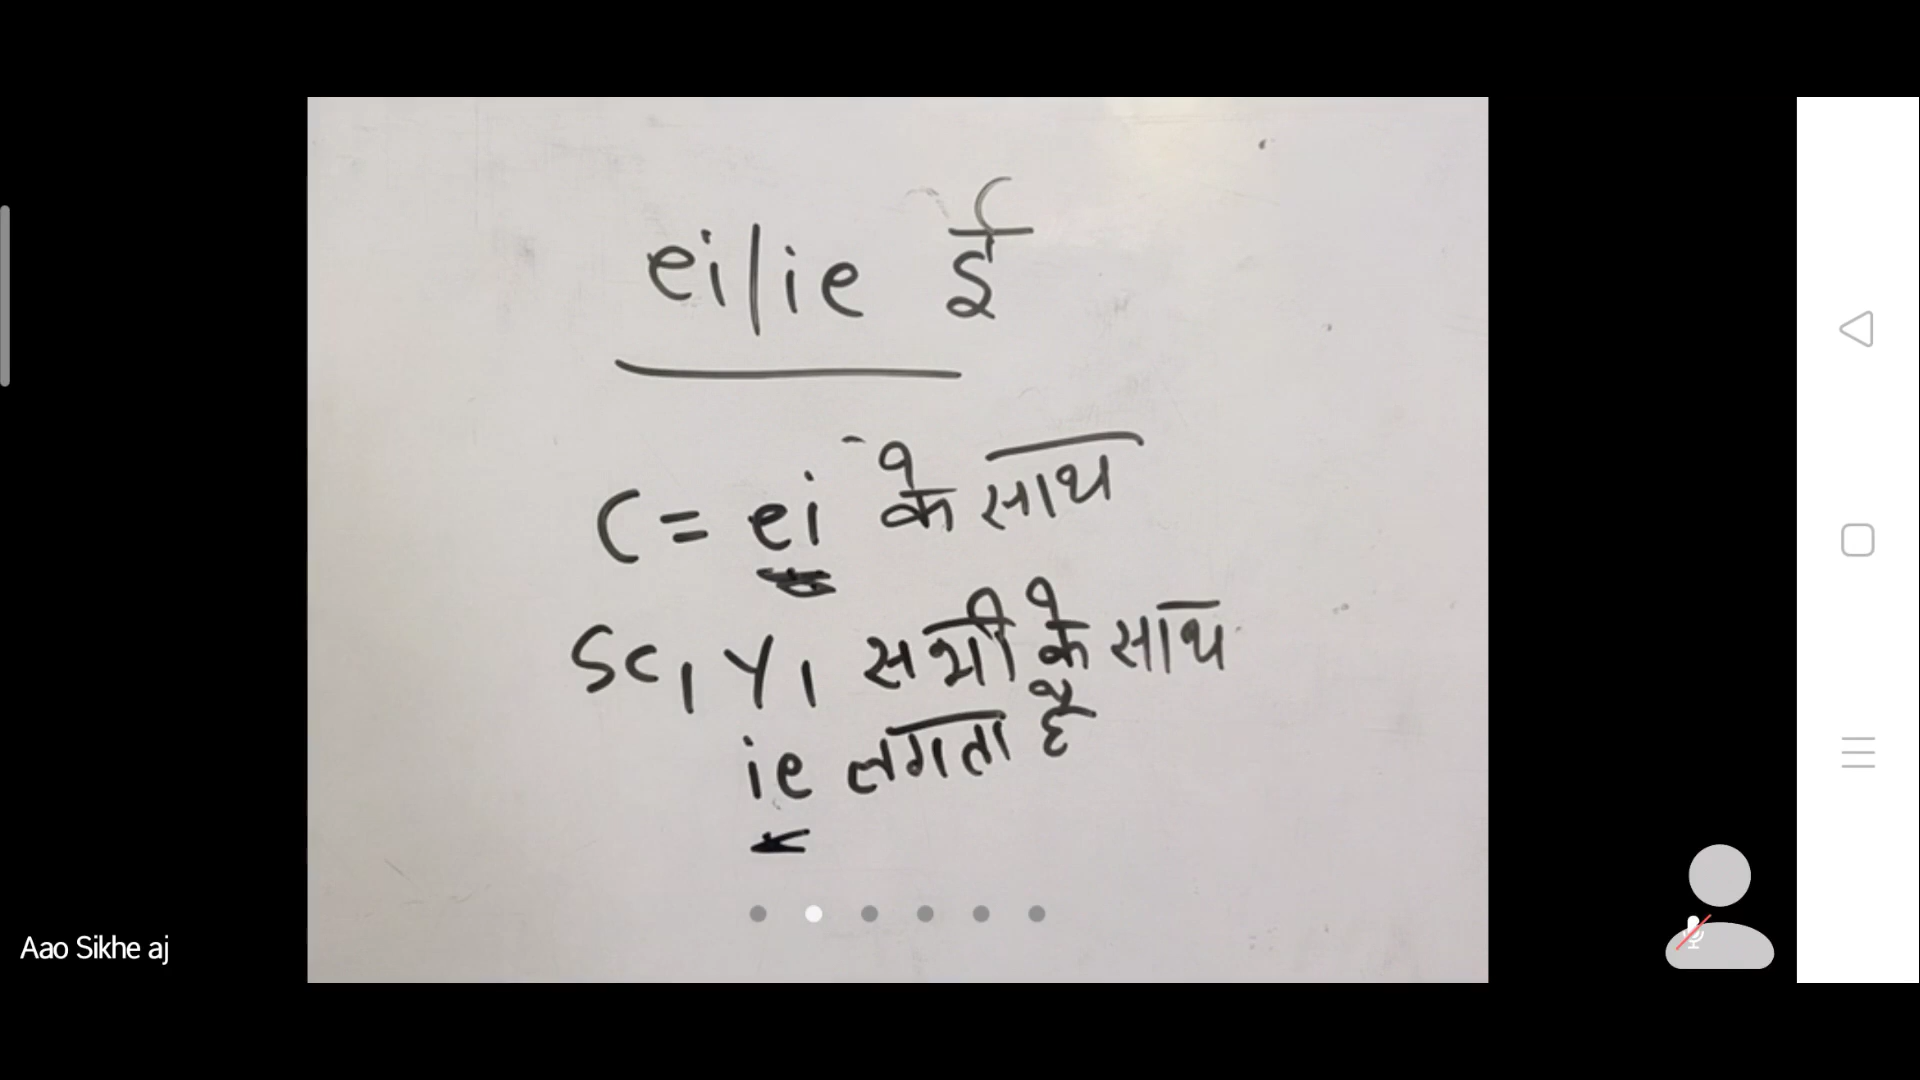 ei/ie ई
C = ei के साथ
Sc, y, सभी के साथ
ie लगता है
Aao Sikhe aj